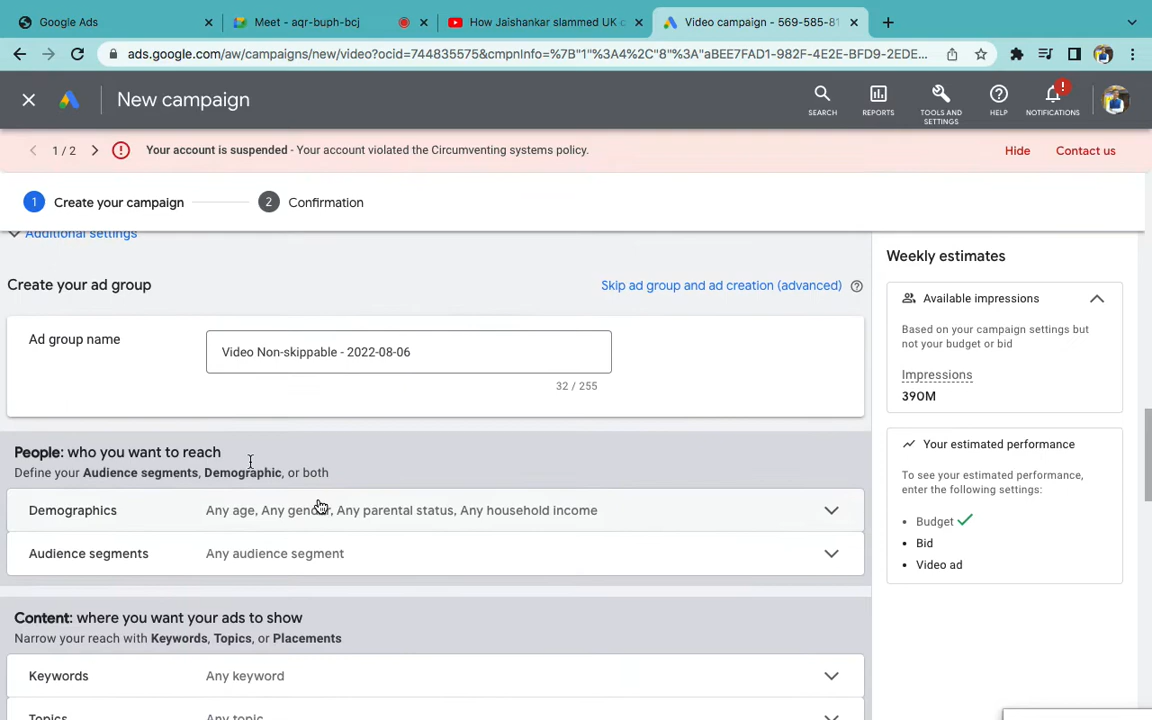 Google Ads
Meet - aqr-buph-bcj
How Jaishankar slammed UK
Video campaign - 569-585-8
ads.google.com/aw/campaigns/new/video?ocid=744835575&cmpnInfo=%7B"1"%3A4%2C"8"%3A"aBEE7FAD1-982F-4E2E-BFD9-2EDE...
New campaign
SEARCH
REPORTS
TOOLS AND SETTINGS
HELP
NOTIFICATIONS
1 / 2
Your account is suspended - Your account violated the Circumventing systems policy.
Hide
Contact us
1 Create your campaign
2 Confirmation
Additional settings
Create your ad group
Skip ad group and ad creation (advanced)
Ad group name
Video Non-skippable - 2022-08-06
32 / 255
People: who you want to reach
Define your Audience segments, Demographic, or both
Demographics
Any age, Any gender, Any parental status, Any household income
Audience segments
Any audience segment
Content: where you want your ads to show
Narrow your reach with Keywords, Topics, or Placements
Keywords
Any keyword
Topics
Any topic
Weekly estimates
Available impressions
Based on your campaign settings but
not your budget or bid
Impressions
390M
Your estimated performance
To see your estimated performance,
enter the following settings:
• Budget
• Bid
• Video ad